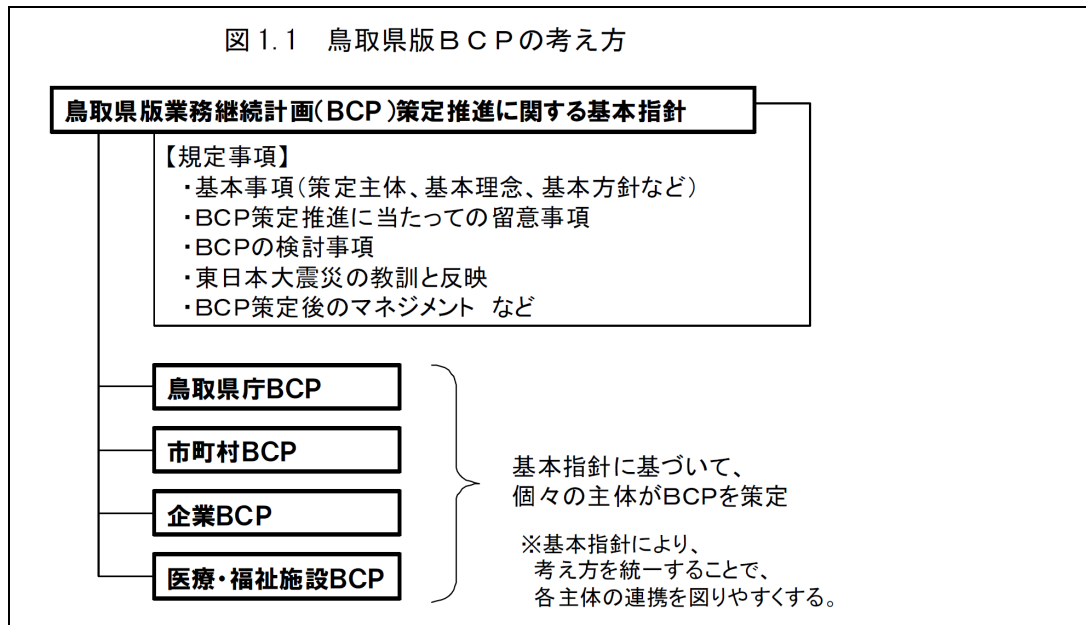 図1.1 鳥取県版ＢＣＰの考え方
鳥取県版業務継続計画(BCP)策定推進に関する基本指針
【規定事項】
・基本事項(策定主体、基本理念、基本方針など)
・BCP策定推進に当たっての留意事項
・BCPの検討事項
・東日本大震災の教訓と反映
・BCP策定後のマネジメント など
鳥取県庁BCP
市町村BCP
企業BCP
医療・福祉施設BCP
基本指針に基づいて、
個々の主体がBCPを策定
※基本指針により、
考え方を統一することで、
各主体の連携を図りやすくする。